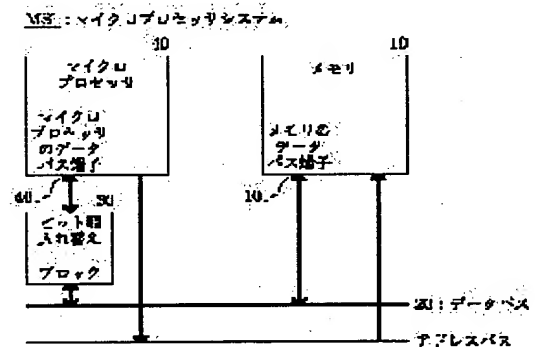 MS：マイクロプロセッサシステム
マイクロ
プロセッサ
マイクロ
プロセッサ
のデータ
バス端子
10
メモリ
メモリの
データ
バス端子
ビット順
入れ替え
ブロック
：データバス
アドレスバス